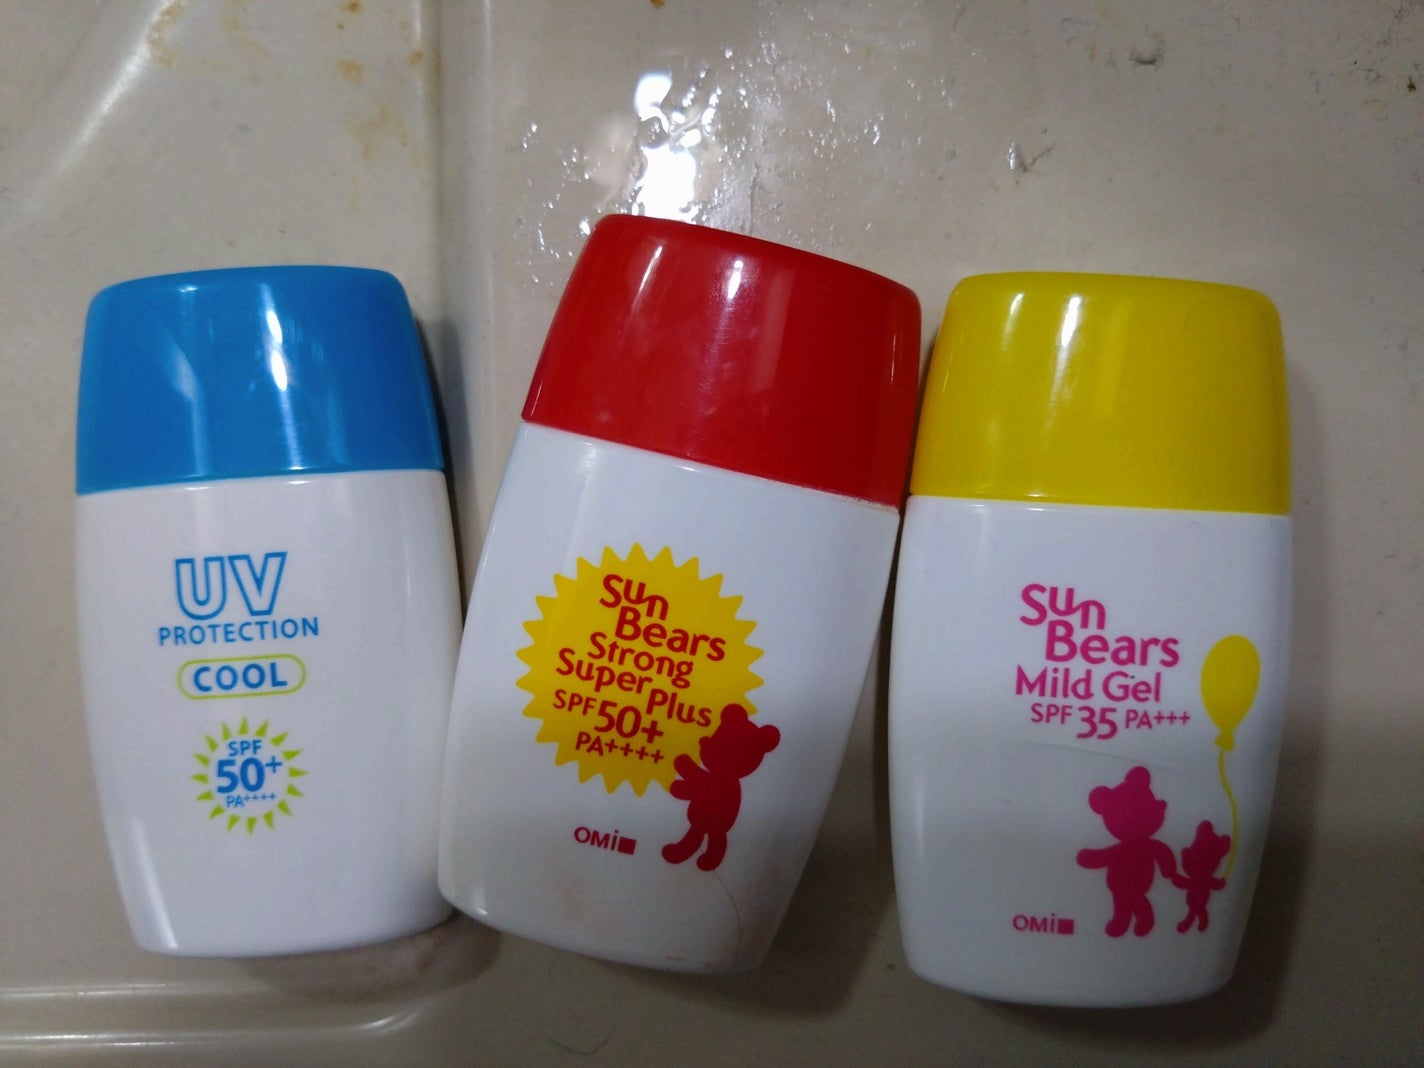 UV
PROTECTION
COOL
SPF
50+
PA++++
Sun
Bears
Strong
Super Plus
SPF 50+
PA++++
OMi
Sun
Bears
Mild Gel
SPF 35 PA+++
OMi